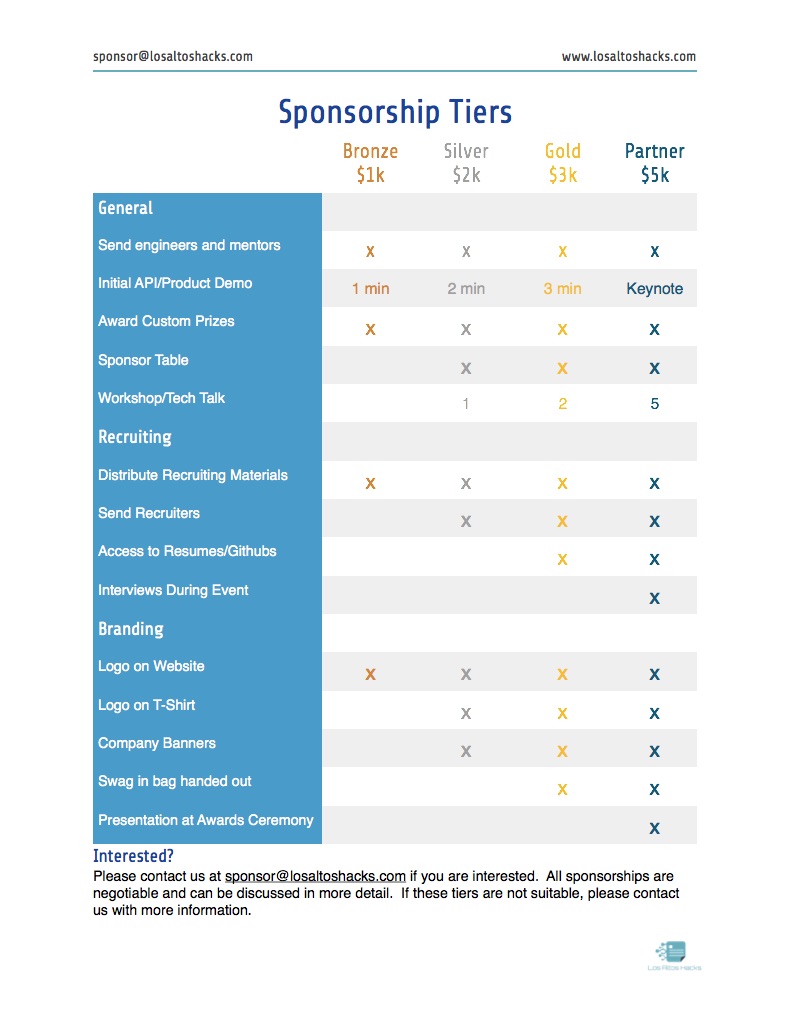 sponsor@losaltoshacks.com www.losaltoshacks.com
Sponsorship Tiers
Bronze Silver Gold Partner
$1k $2k $3k $5k
General
Send engineers and mentors x x x x
Initial API/Product Demo 1 min 2 min 3 min Keynote
Award Custom Prizes x x x x
Sponsor Table x x x
Workshop/Tech Talk 1 2 5
Recruiting
Distribute Recruiting Materials x x x x
Send Recruiters x x x
Access to Resumes/Githubs x x
Interviews During Event x
Branding
Logo on Website x x x x
Logo on T-Shirt x x x
Company Banners x x x
Swag in bag handed out x x
Presentation at Awards Ceremony x
Interested?
Please contact us at sponsor@losaltoshacks.com if you are interested.  All sponsorships are
negotiable and can be discussed in more detail.  If these tiers are not suitable, please contact
us with more information.
Los Altos Hacks